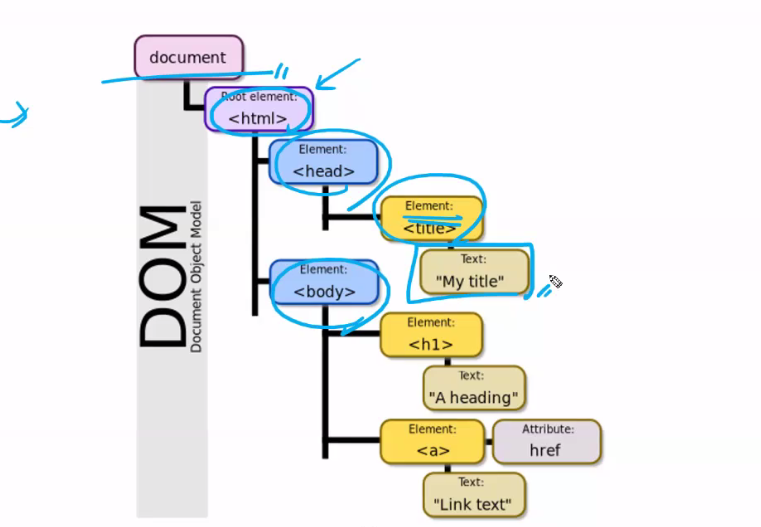 document
Root element:
<html>
Element:
<head>
Element:
<title>
Text:
"My title"
Element:
<body>
Element:
<h1>
Text:
"A heading"
Element:
<a>
Attribute:
href
Text:
"Link text"
DOM
Document Object Model